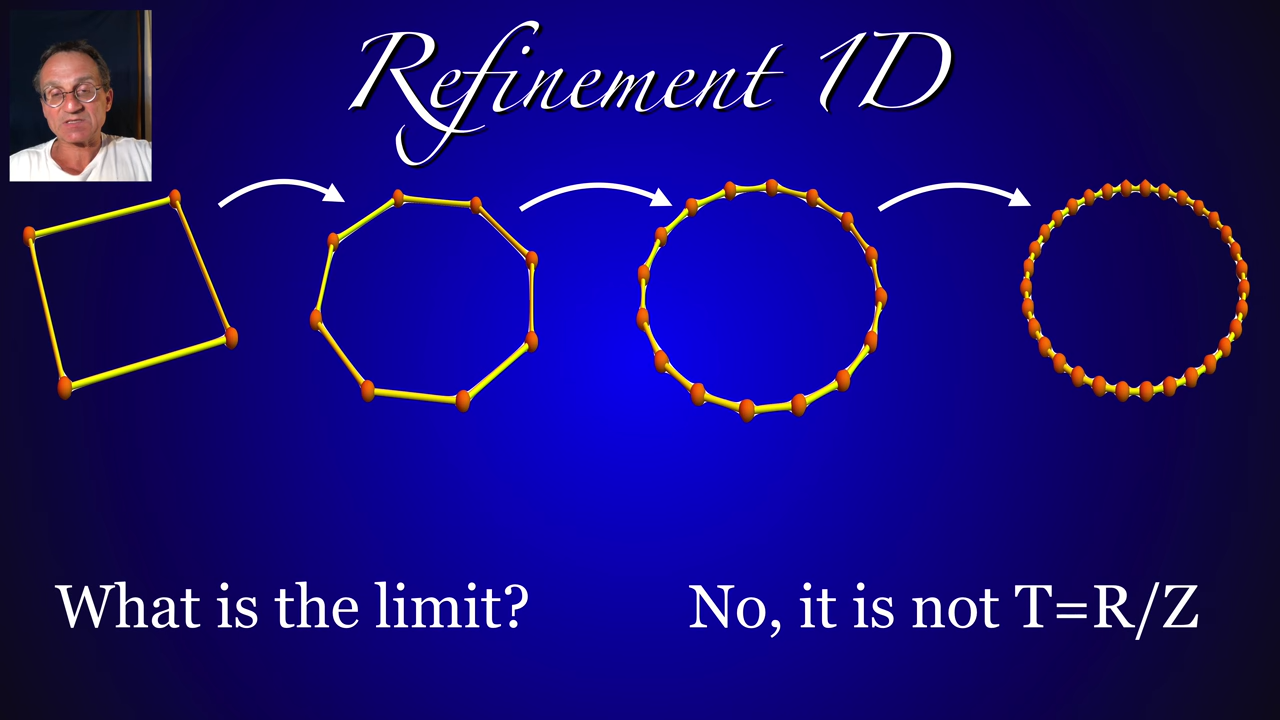 Refinement 1D
What is the limit?
No, it is not T=R/Z